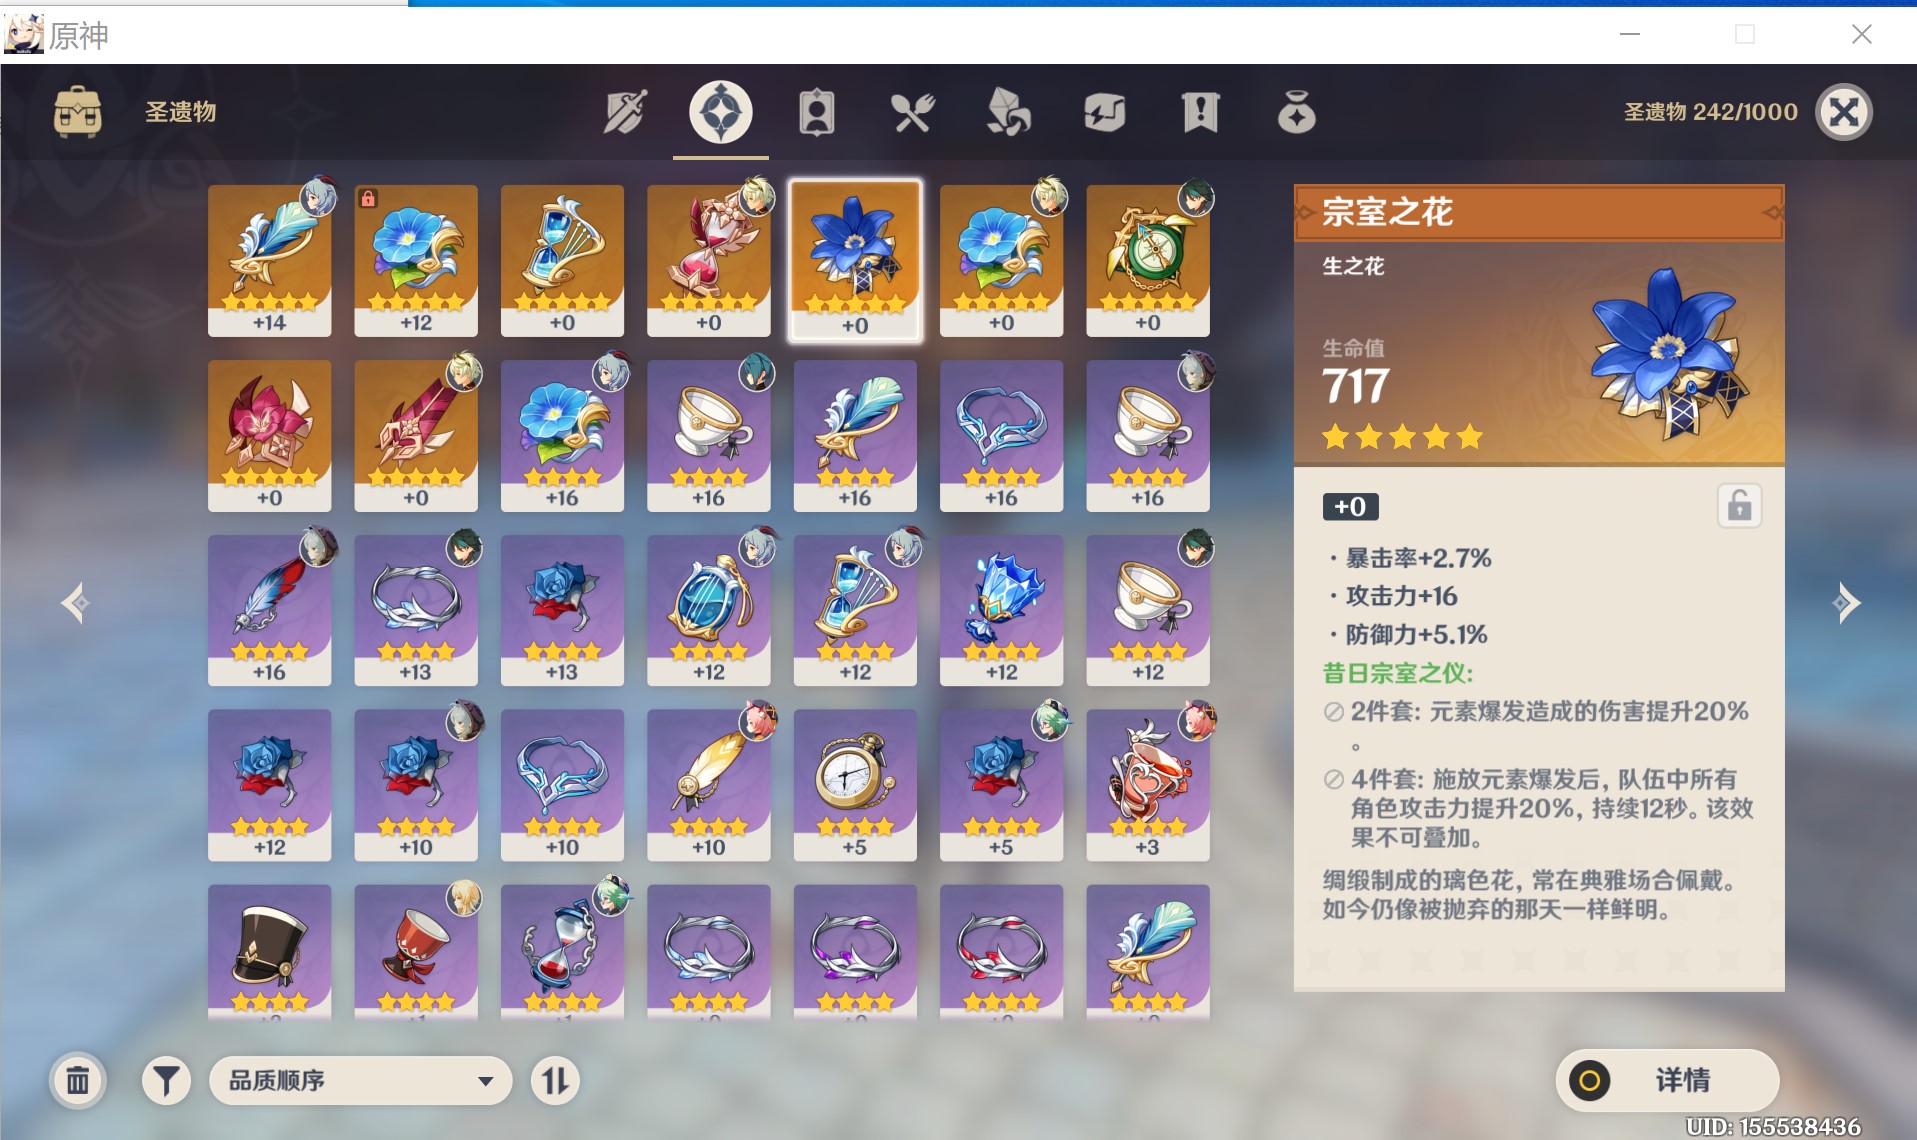 原神
圣遗物
圣遗物 242/1000
+14
+12
+0
+0
+0
+0
+0
+0
+0
+16
+16
+16
+16
+16
+16
+13
+13
+12
+12
+12
+12
+12
+10
+10
+10
+5
+5
+3
宗室之花
生之花
生命值
717
+0
·暴击率+2.7%
·攻击力+16
·防御力+5.1%
昔日宗室之仪:
2件套: 元素爆发造成的伤害提升20%
。
4件套: 施放元素爆发后, 队伍中所有
角色攻击力提升20%, 持续12秒。该效
果不可叠加。
绸缎制成的璃色花, 常在典雅场合佩戴。
如今仍像被抛弃的那天一样鲜明。
品质顺序
详情
UID: 155538436